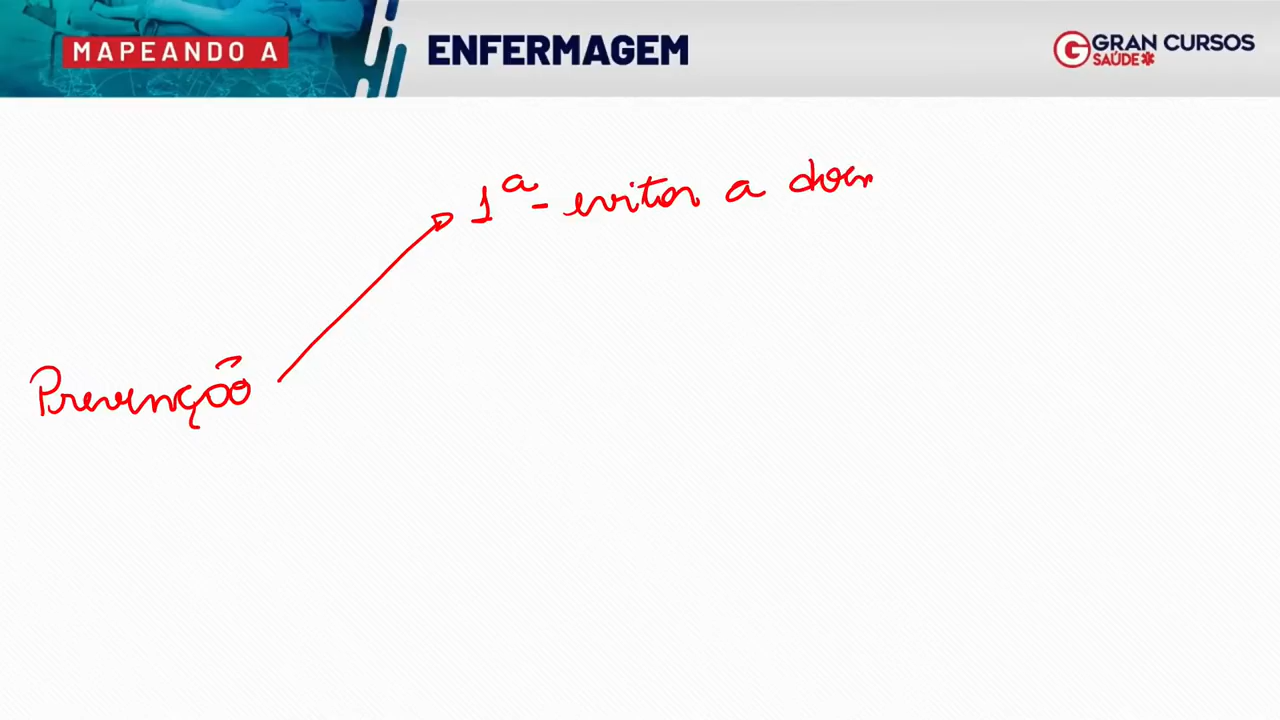 MAPEANDO A
ENFERMAGEM
GRAN CURSOS
SAÚDE
1ª - evitar a doen
Prevenção